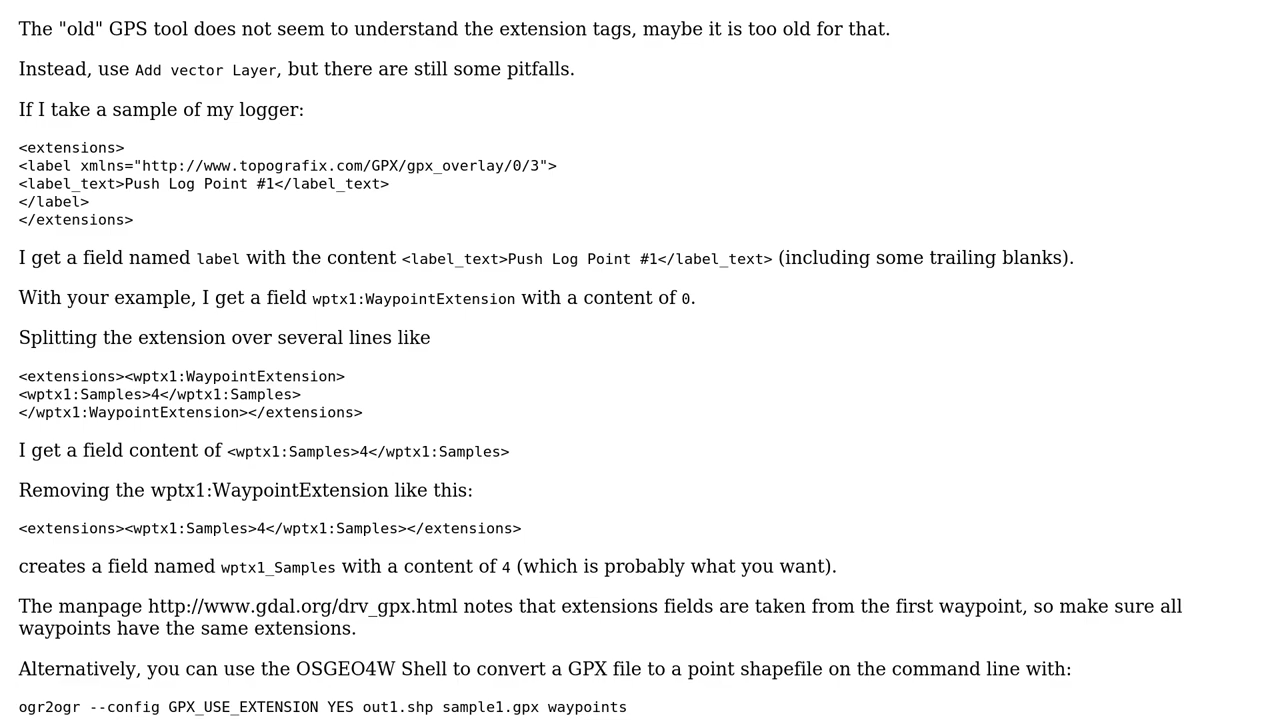 The "old" GPS tool does not seem to understand the extension tags, maybe it is too old for that.
Instead, use Add vector Layer, but there are still some pitfalls.
If I take a sample of my logger:
<extensions>
<label xmlns="http://www.topografix.com/GPX/gpx_overlay/0/3">
<label_text>Push Log Point #1</label_text>
</label>
</extensions>
I get a field named label with the content <label_text>Push Log Point #1</label_text> (including some trailing blanks).
With your example, I get a field wptx1:WaypointExtension with a content of 0.
Splitting the extension over several lines like
<extensions><wptx1:WaypointExtension>
<wptx1:Samples>4</wptx1:Samples>
</wptx1:WaypointExtension></extensions>
I get a field content of <wptx1:Samples>4</wptx1:Samples>
Removing the wptx1:WaypointExtension like this:
<extensions><wptx1:Samples>4</wptx1:Samples></extensions>
creates a field named wptx1_Samples with a content of 4 (which is probably what you want).
The manpage http://www.gdal.org/drv_gpx.html notes that extensions fields are taken from the first waypoint, so make sure all
waypoints have the same extensions.
Alternatively, you can use the OSGEO4W Shell to convert a GPX file to a point shapefile on the command line with:
ogr2ogr --config GPX_USE_EXTENSION YES out1.shp sample1.gpx waypoints